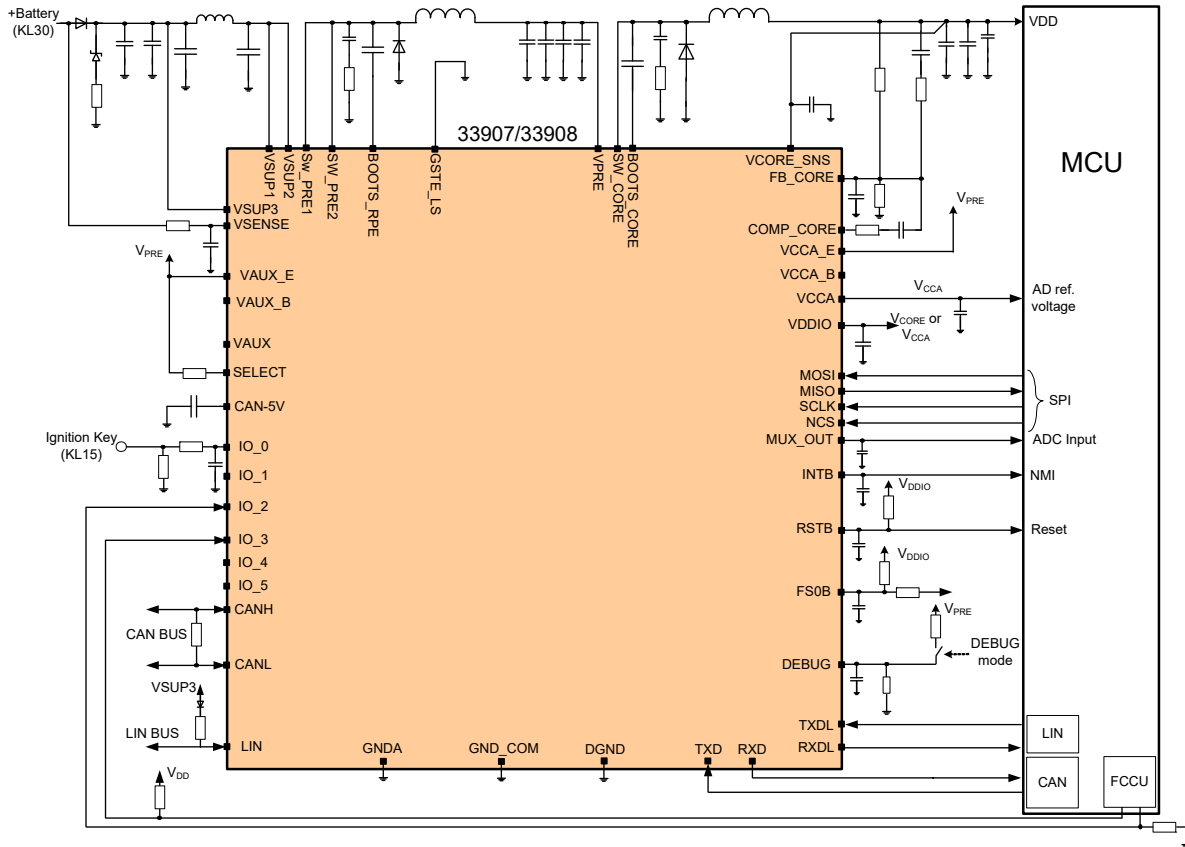 +Battery
(KL30)
33907/33908
VDD
MCU
VSUP1
VSUP2
Sw_PRE1
SW_PRE2
BOOTS_RPE
GSTE_LS
VPRE
SW_CORE
BOOTS_CORE
VCORE_SNS
FB_CORE
COMP_CORE
VCCA_E
VPRE
VCCA_B
VCCA
VCCA
AD ref.
voltage
VDDIO
VCORE or
VCCA
MOSI
MISO
SCLK
NCS
SPI
MUX_OUT
ADC Input
INTB
NMI
VDDIO
RSTB
Reset
VDDIO
FS0B
VPRE
DEBUG
DEBUG
mode
TXDL
RXDL
LIN
CAN
FCCU
VSUP3
VSENSE
VPRE
VAUX_E
VAUX_B
VAUX
SELECT
CAN-5V
Ignition Key
(KL15)
IO_0
IO_1
IO_2
IO_3
IO_4
IO_5
CANH
CAN BUS
CANL
VSUP3
LIN BUS
LIN
VDD
GNDA
GND_COM
DGND
TXD
RXD